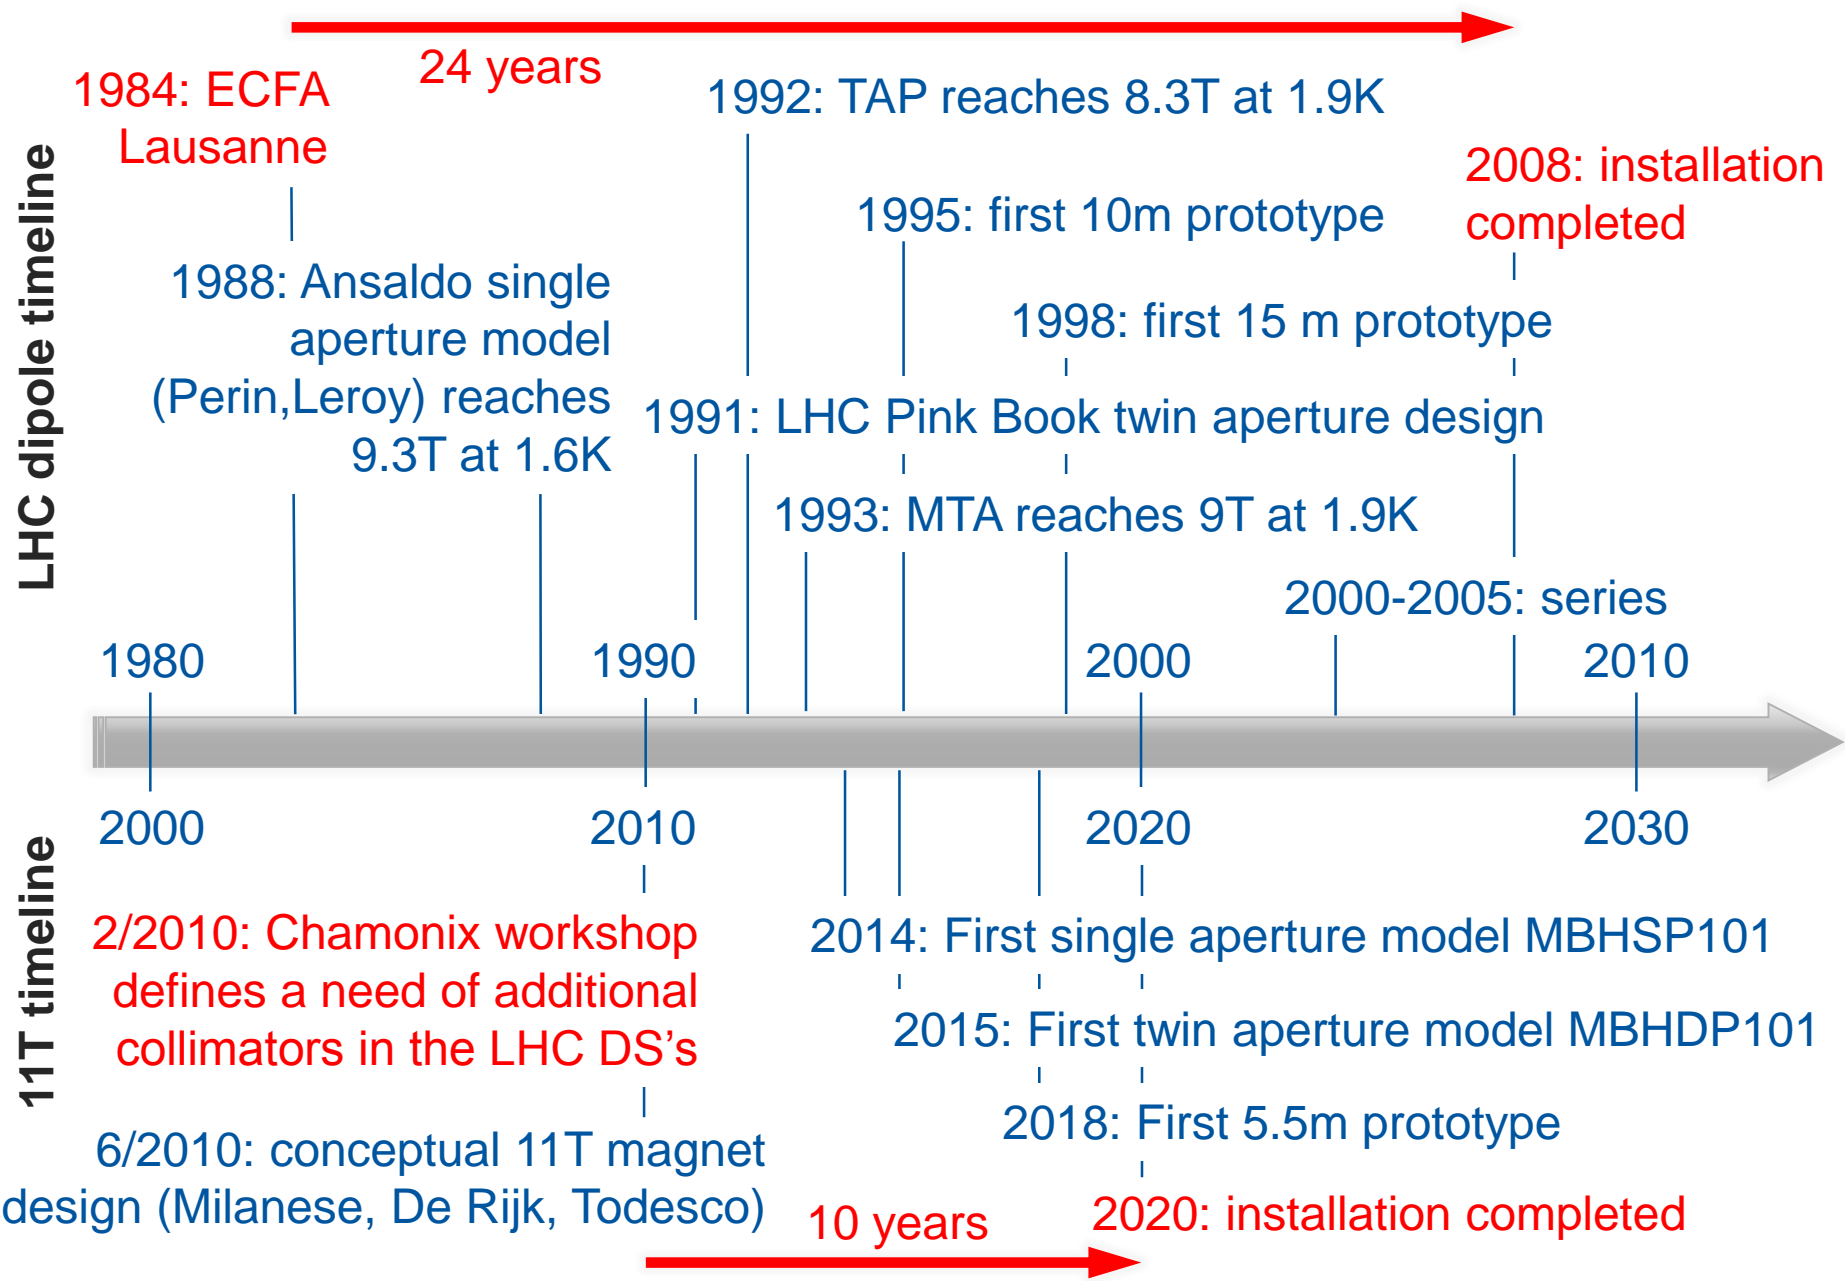 LHC dipole timeline
24 years
1984: ECFA
Lausanne
1992: TAP reaches 8.3T at 1.9K
2008: installation
completed
1995: first 10m prototype
1988: Ansaldo single
aperture model
(Perin,Leroy) reaches
9.3T at 1.6K
1998: first 15 m prototype
1991: LHC Pink Book twin aperture design
1993: MTA reaches 9T at 1.9K
2000-2005: series
1980
1990
2000
2010
2000
2010
2020
2030
11T timeline
2/2010: Chamonix workshop
defines a need of additional
collimators in the LHC DS’s
6/2010: conceptual 11T magnet
design (Milanese, De Rijk, Todesco)
2014: First single aperture model MBHSP101
2015: First twin aperture model MBHDP101
2018: First 5.5m prototype
2020: installation completed
10 years